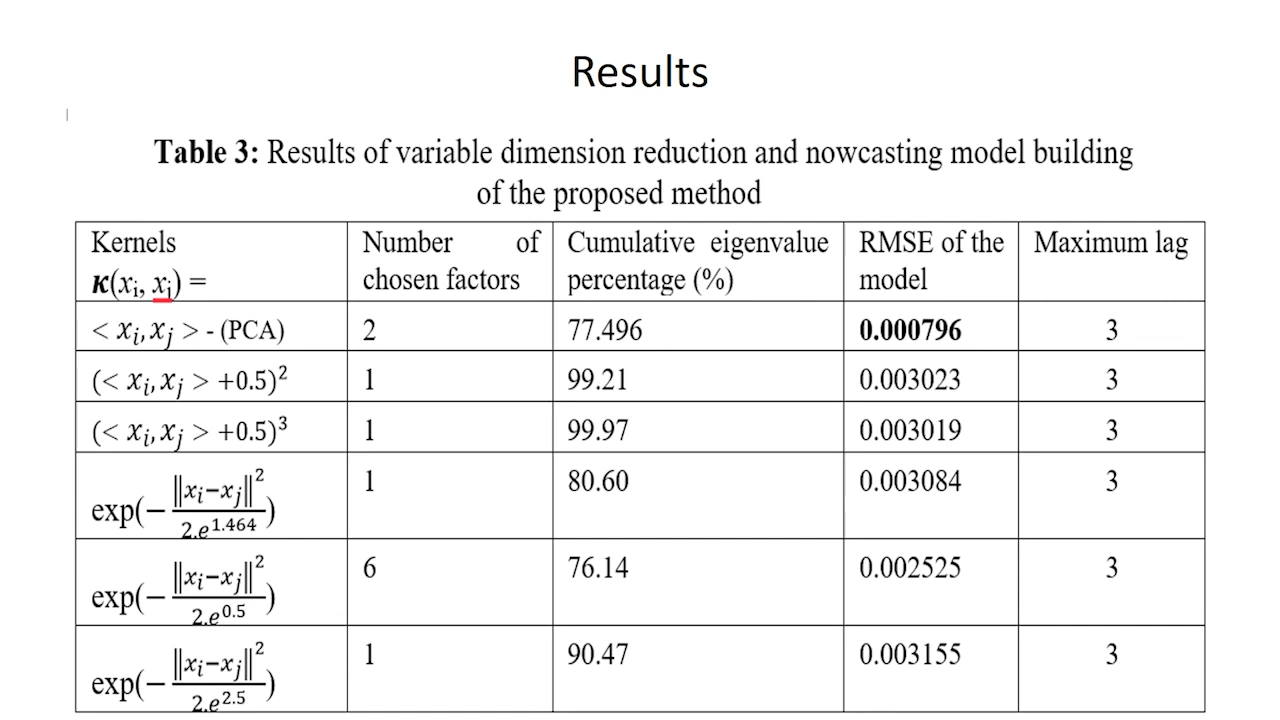 Results
Table 3: Results of variable dimension reduction and nowcasting model building
of the proposed method
Kernels
κ(xi, xj) =
Number of
chosen factors
Cumulative eigenvalue
percentage (%)
RMSE of the
model
Maximum lag
< xi, xj > - (PCA) 2 77.496 0.000796 3
(< xi, xj > +0.5)² 1 99.21 0.003023 3
(< xi, xj > +0.5)³ 1 99.97 0.003019 3
exp(−‖xi−xj‖²/2.e^1.464) 1 80.60 0.003084 3
exp(−‖xi−xj‖²/2.e^0.5) 6 76.14 0.002525 3
exp(−‖xi−xj‖²/2.e^2.5) 1 90.47 0.003155 3